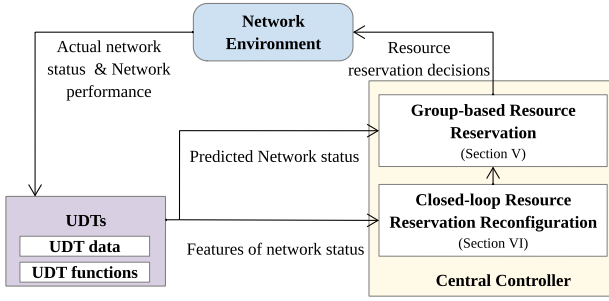 Network
Environment
Actual network
status & Network
performance
Resource
reservation decisions
Group-based Resource
Reservation
(Section V)
Predicted Network status
Closed-loop Resource
Reservation Reconfiguration
(Section VI)
UDTs
UDT data
UDT functions
Features of network status
Central Controller